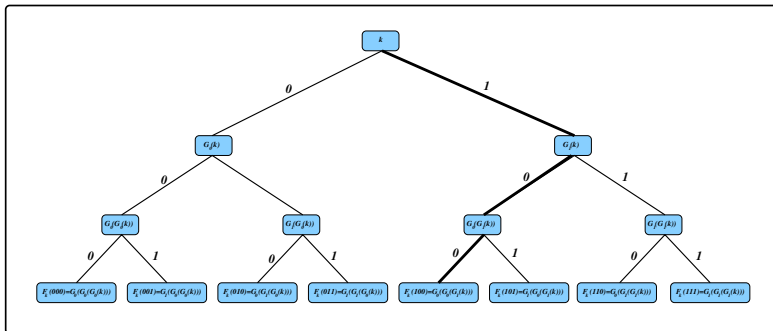 k
0 1
G₀(k) G₁(k)
0 0 1
G₀(G₀(k)) G₁(G₀(k)) G₀(G₁(k)) G₁(G₁(k))
0 1 0 1 0 1 0 1
Fₖ(000)=G₀(G₀(G₀(k))) Fₖ(001)=G₁(G₀(G₀(k))) Fₖ(010)=G₀(G₁(G₀(k))) Fₖ(011)=G₁(G₁(G₀(k))) Fₖ(100)=G₀(G₀(G₁(k))) Fₖ(101)=G₁(G₀(G₁(k))) Fₖ(110)=G₀(G₁(G₁(k))) Fₖ(111)=G₁(G₁(G₁(k)))